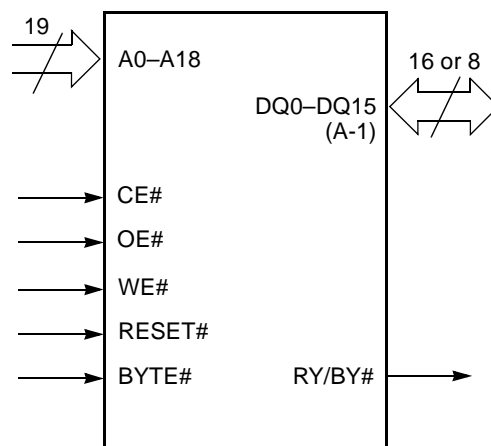 19
A0–A18
16 or 8
DQ0–DQ15
(A-1)
CE#
OE#
WE#
RESET#
BYTE#
RY/BY#